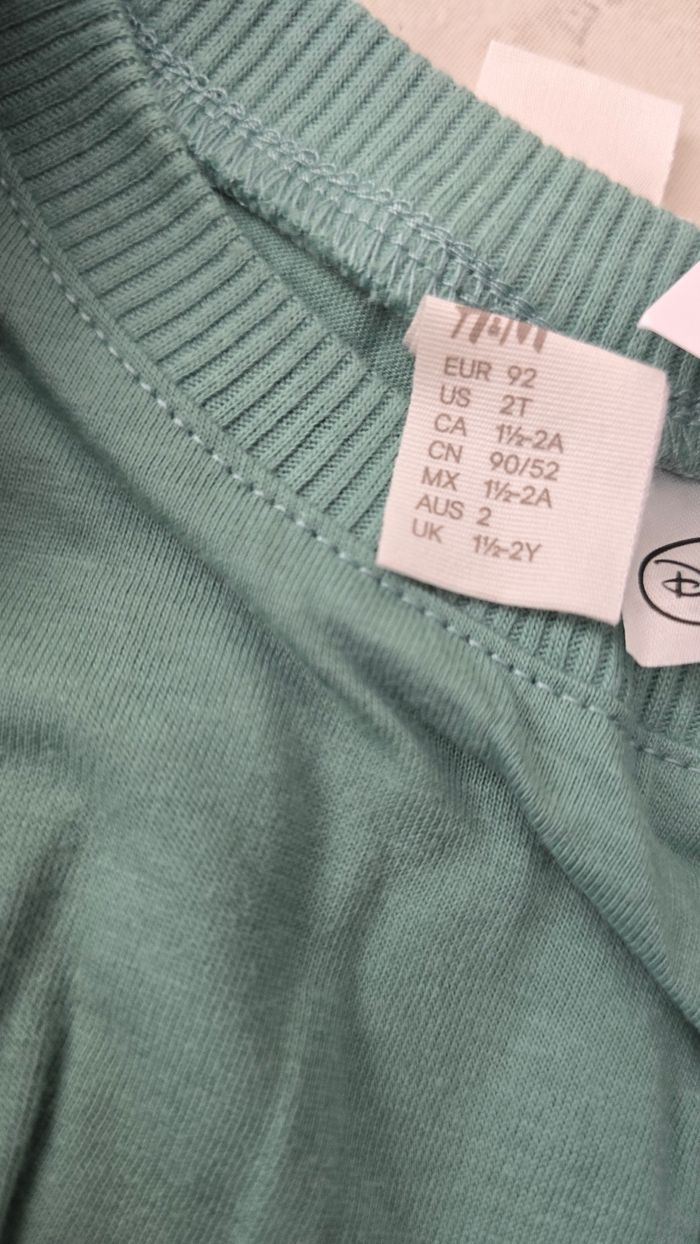 H&M
EUR 92
US 2T
CA 1½-2A
CN 90/52
MX 1½-2A
AUS 2
UK 1½-2Y
D